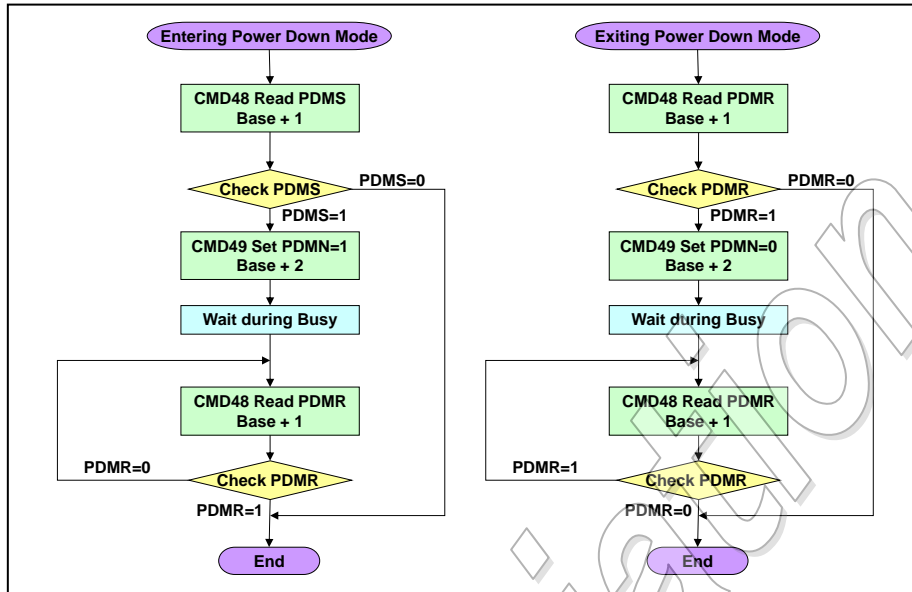 Entering Power Down Mode
CMD48 Read PDMS
Base + 1
Check PDMS
PDMS=0
PDMS=1
CMD49 Set PDMN=1
Base + 2
Wait during Busy
CMD48 Read PDMR
Base + 1
PDMR=0
Check PDMR
PDMR=1
End
Exiting Power Down Mode
CMD48 Read PDMR
Base + 1
Check PDMR
PDMR=0
PDMR=1
CMD49 Set PDMN=0
Base + 2
Wait during Busy
CMD48 Read PDMR
Base + 1
PDMR=1
Check PDMR
PDMR=0
End